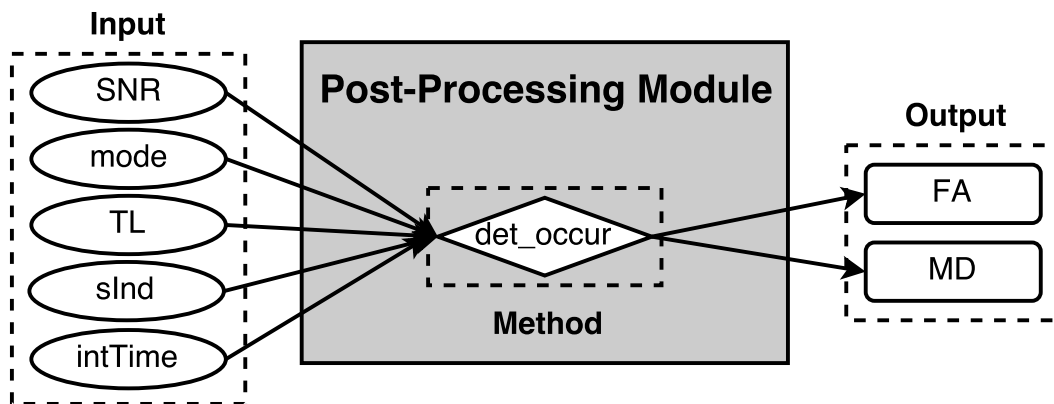 Input
SNR
mode
TL
sInd
intTime
Post-Processing Module
det_occur
Method
Output
FA
MD